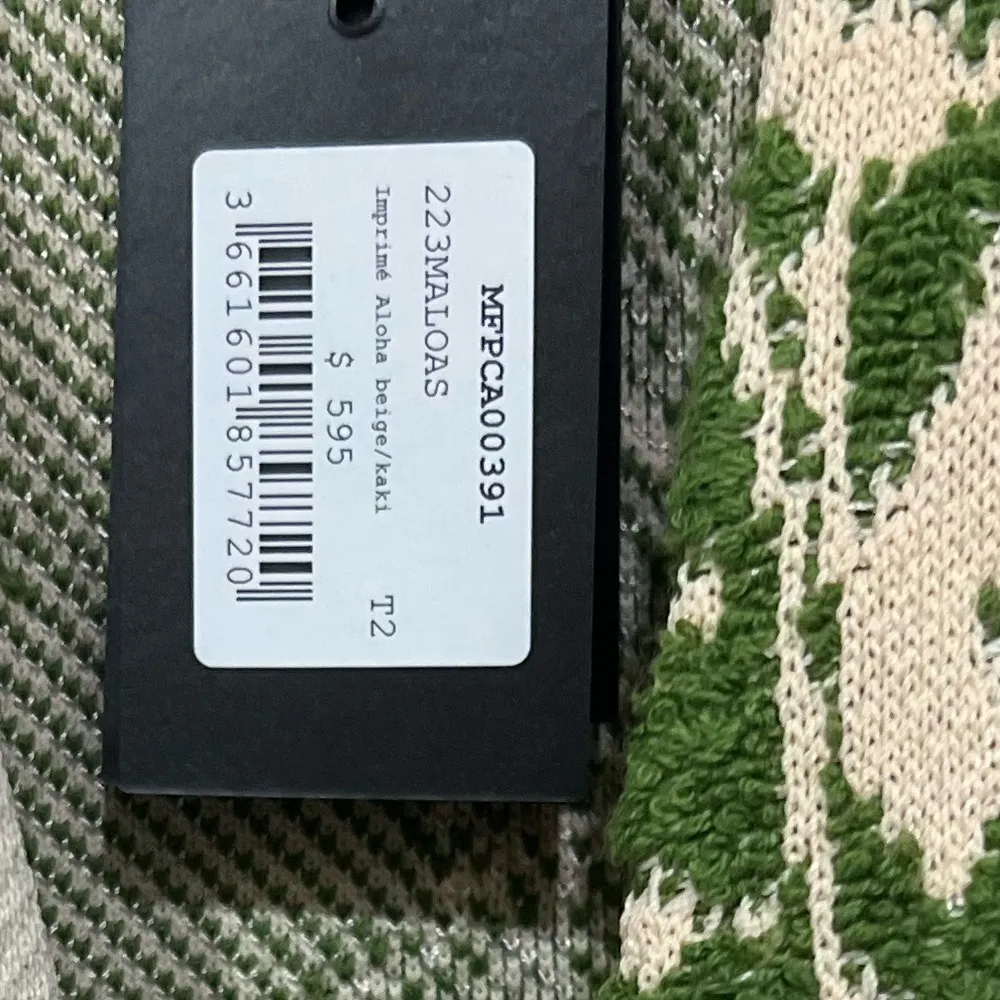 MFPCA00391
223MALOAS
Imprimé Aloha beige/kaki T2
$ 595
3 661601 857720